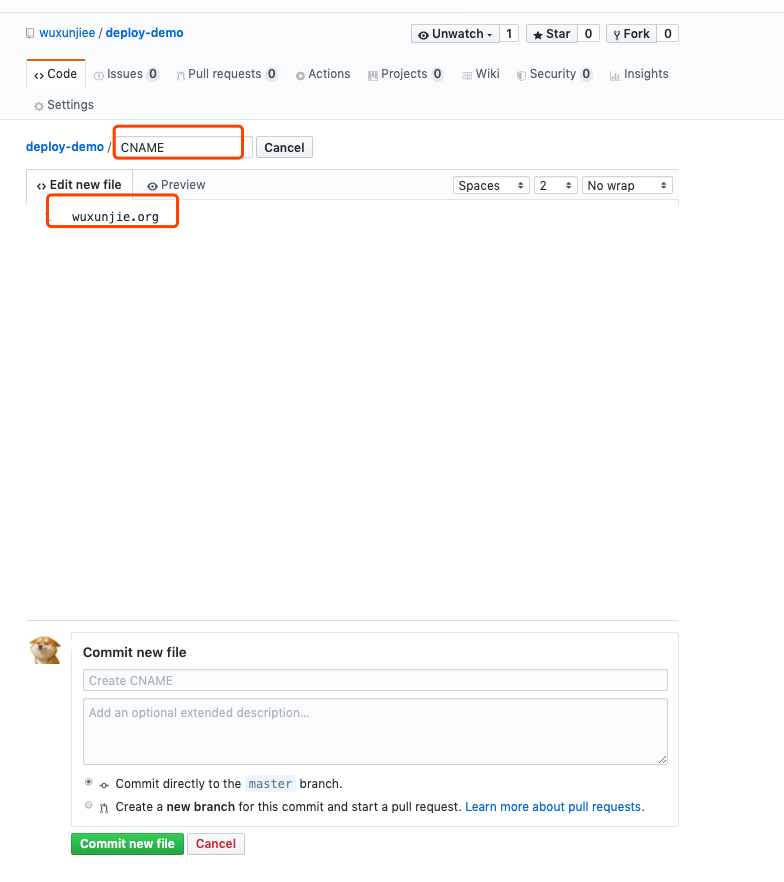 wuxunjiee / deploy-demo Unwatch 1 Star 0 Fork 0
Code Issues 0 Pull requests 0 Actions Projects 0 Wiki Security 0 Insights
Settings
deploy-demo / CNAME Cancel
Edit new file Preview Spaces 2 No wrap
wuxunjie.org
Commit new file
Create CNAME
Add an optional extended description…
Commit directly to the master branch.
Create a new branch for this commit and start a pull request. Learn more about pull requests.
Commit new file Cancel